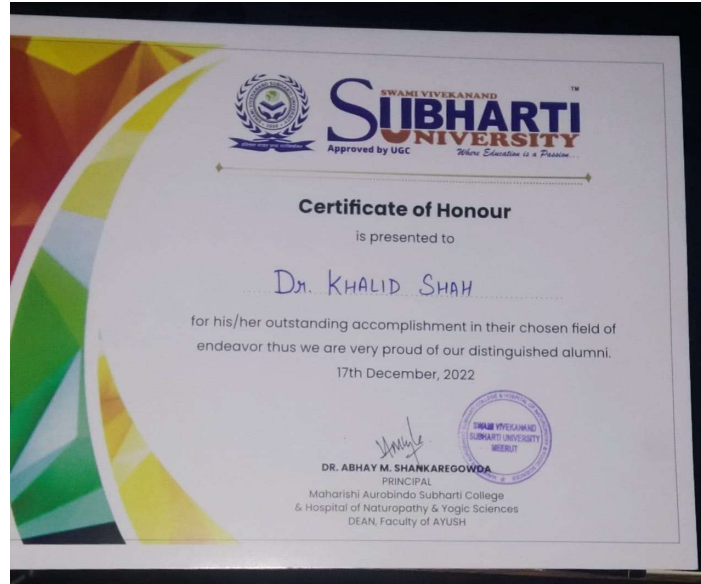 SWAMI VIVEKANAND
SUBHARTI
UNIVERSITY
TM
Approved by UGC
Where Education is a Passion...
Certificate of Honour
is presented to
Dr. KHALID SHAH
for his/her outstanding accomplishment in their chosen field of
endeavor thus we are very proud of our distinguished alumni.
17th December, 2022
SWAMI VIVEKANAND
SUBHARTI UNIVERSITY
MEERUT
DR. ABHAY M. SHANKAREGOWDA
PRINCIPAL
Maharishi Aurobindo Subharti College
& Hospital of Naturopathy & Yogic Sciences
DEAN, Faculty of AYUSH